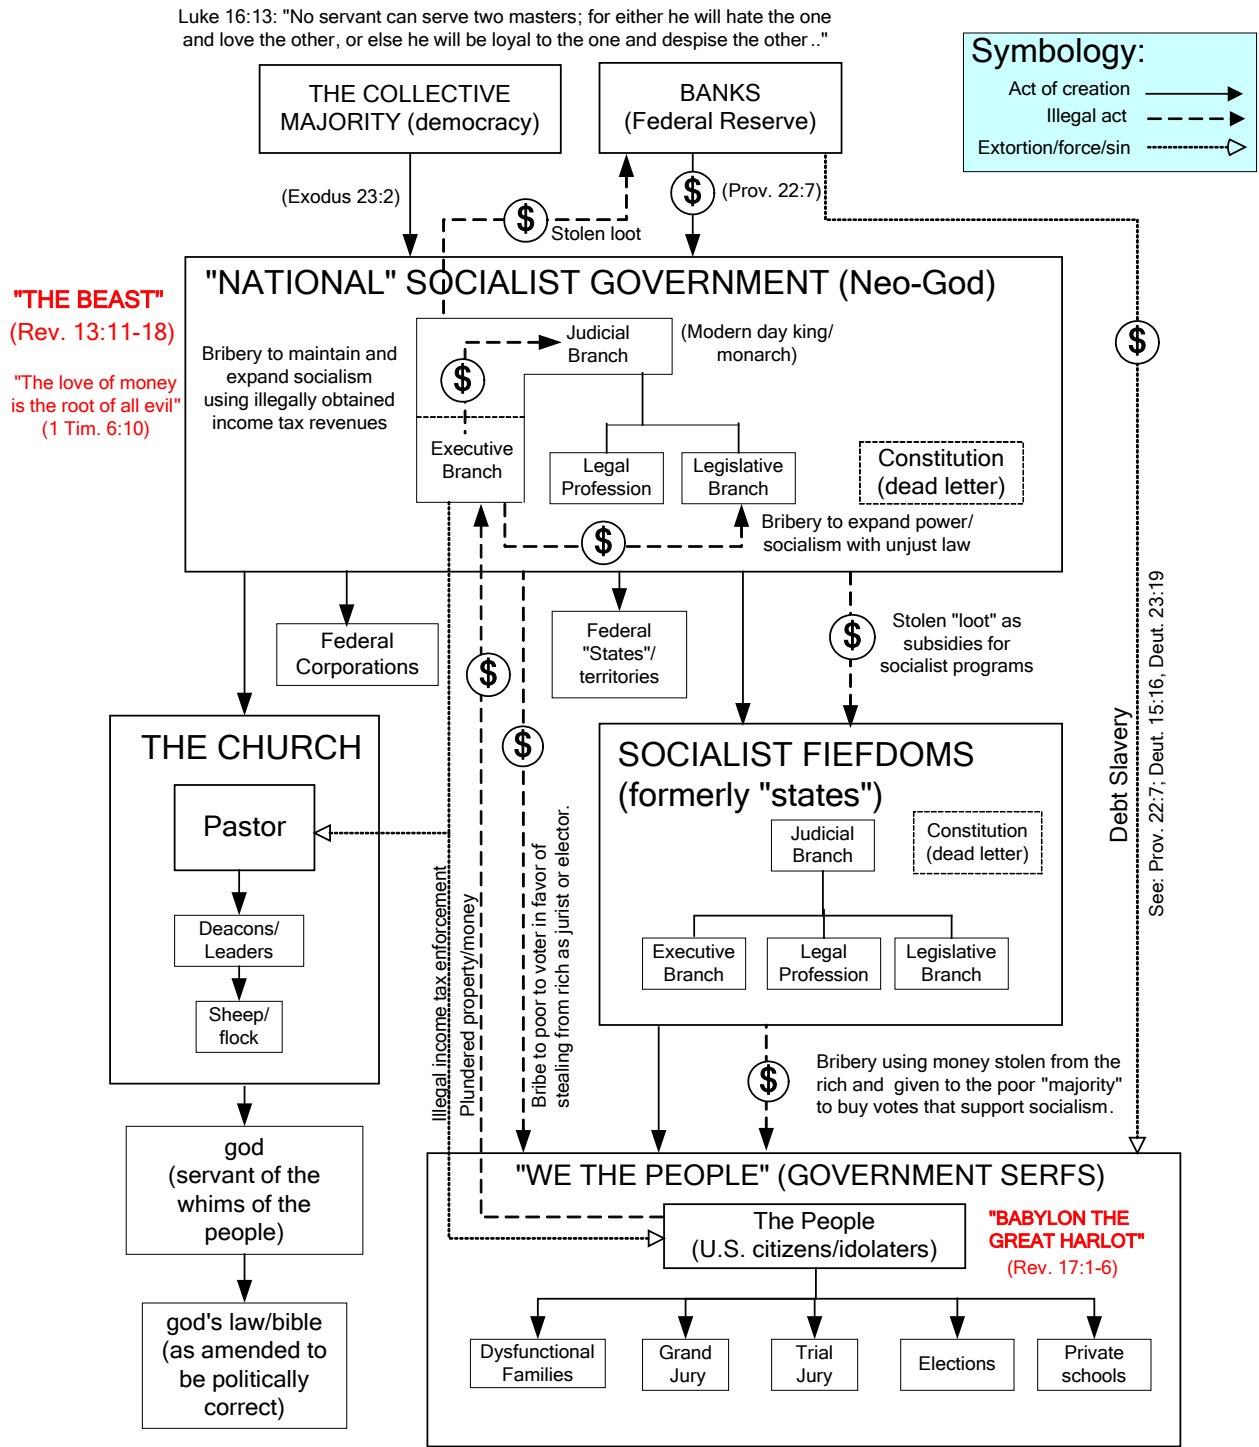 Luke 16:13: "No servant can serve two masters; for either he will hate the one
and love the other, or else he will be loyal to the one and despise the other .."
Symbology:
Act of creation
Illegal act
Extortion/force/sin
THE COLLECTIVE
MAJORITY (democracy)
BANKS
(Federal Reserve)
(Exodus 23:2)
$
Stolen loot
$
(Prov. 22:7)
"THE BEAST"
(Rev. 13:11-18)
"The love of money
is the root of all evil"
(1 Tim. 6:10)
"NATIONAL" SOCIALIST GOVERNMENT (Neo-God)
Bribery to maintain and
expand socialism
using illegally obtained
income tax revenues
Judicial
Branch
(Modern day king/
monarch)
$
Executive
Branch
Legal
Profession
Legislative
Branch
Constitution
(dead letter)
$
Bribery to expand power/
socialism with unjust law
$
Debt Slavery
See: Prov. 22:7; Deut. 15:16, Deut. 23:19
Federal
Corporations
Federal
"States"/
territories
$
Stolen "loot" as
subsidies for
socialist programs
$
$
THE CHURCH
Pastor
Deacons/
Leaders
Sheep/
flock
Illegal income tax enforcement
Plundered property/money
Bribe to poor to voter in favor of
stealing from rich as jurist or elector.
SOCIALIST FIEFDOMS
(formerly "states")
Judicial
Branch
Constitution
(dead letter)
Executive
Branch
Legal
Profession
Legislative
Branch
$
Bribery using money stolen from the
rich and given to the poor "majority"
to buy votes that support socialism.
god
(servant of the
whims of the
people)
god's law/bible
(as amended to
be politically
correct)
"WE THE PEOPLE" (GOVERNMENT SERFS)
The People
(U.S. citizens/idolaters)
"BABYLON THE
GREAT HARLOT"
(Rev. 17:1-6)
Dysfunctional
Families
Grand
Jury
Trial
Jury
Elections
Private
schools